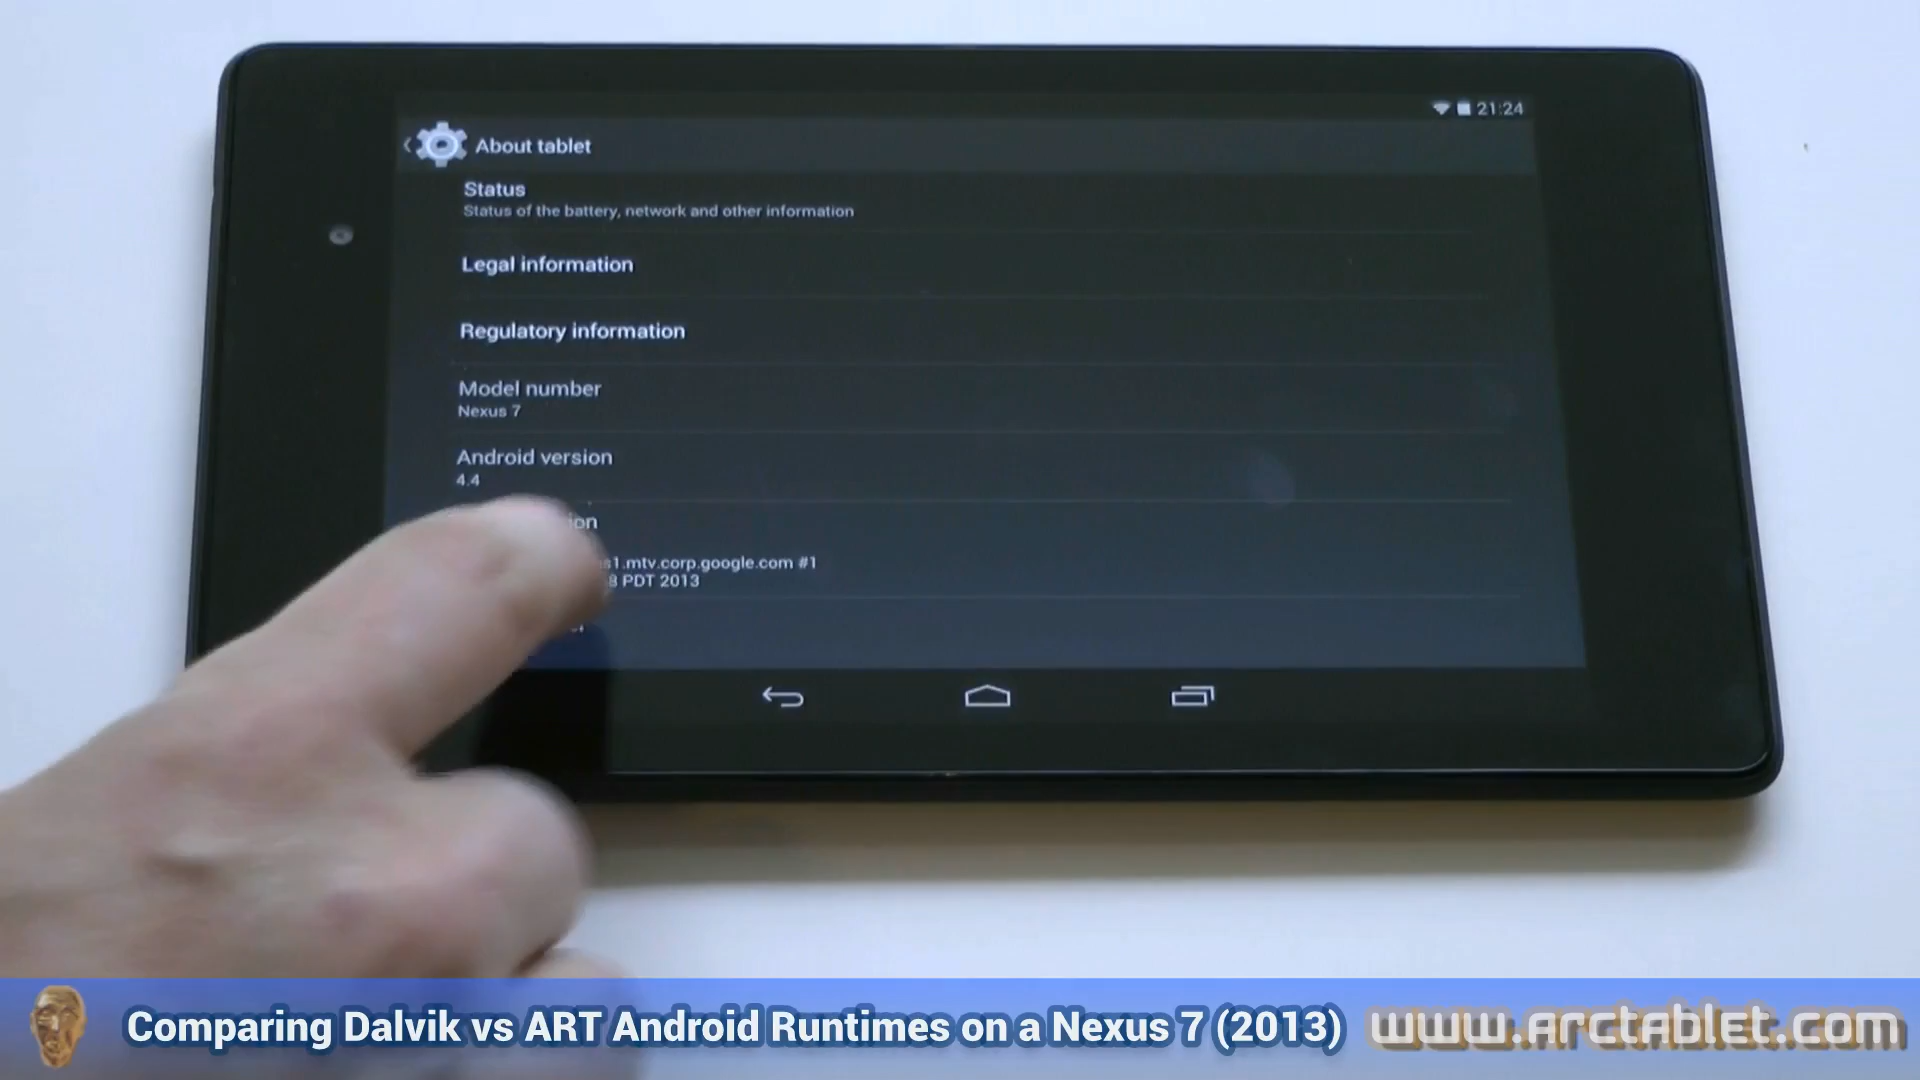 21:24
About tablet
Status
Status of the battery, network and other information
Legal information
Regulatory information
Model number
Nexus 7
Android version
4.4
.mtv.corp.google.com #1
8 PDT 2013
Comparing Dalvik vs ART Android Runtimes on a Nexus 7 (2013)
www.arctablet.com